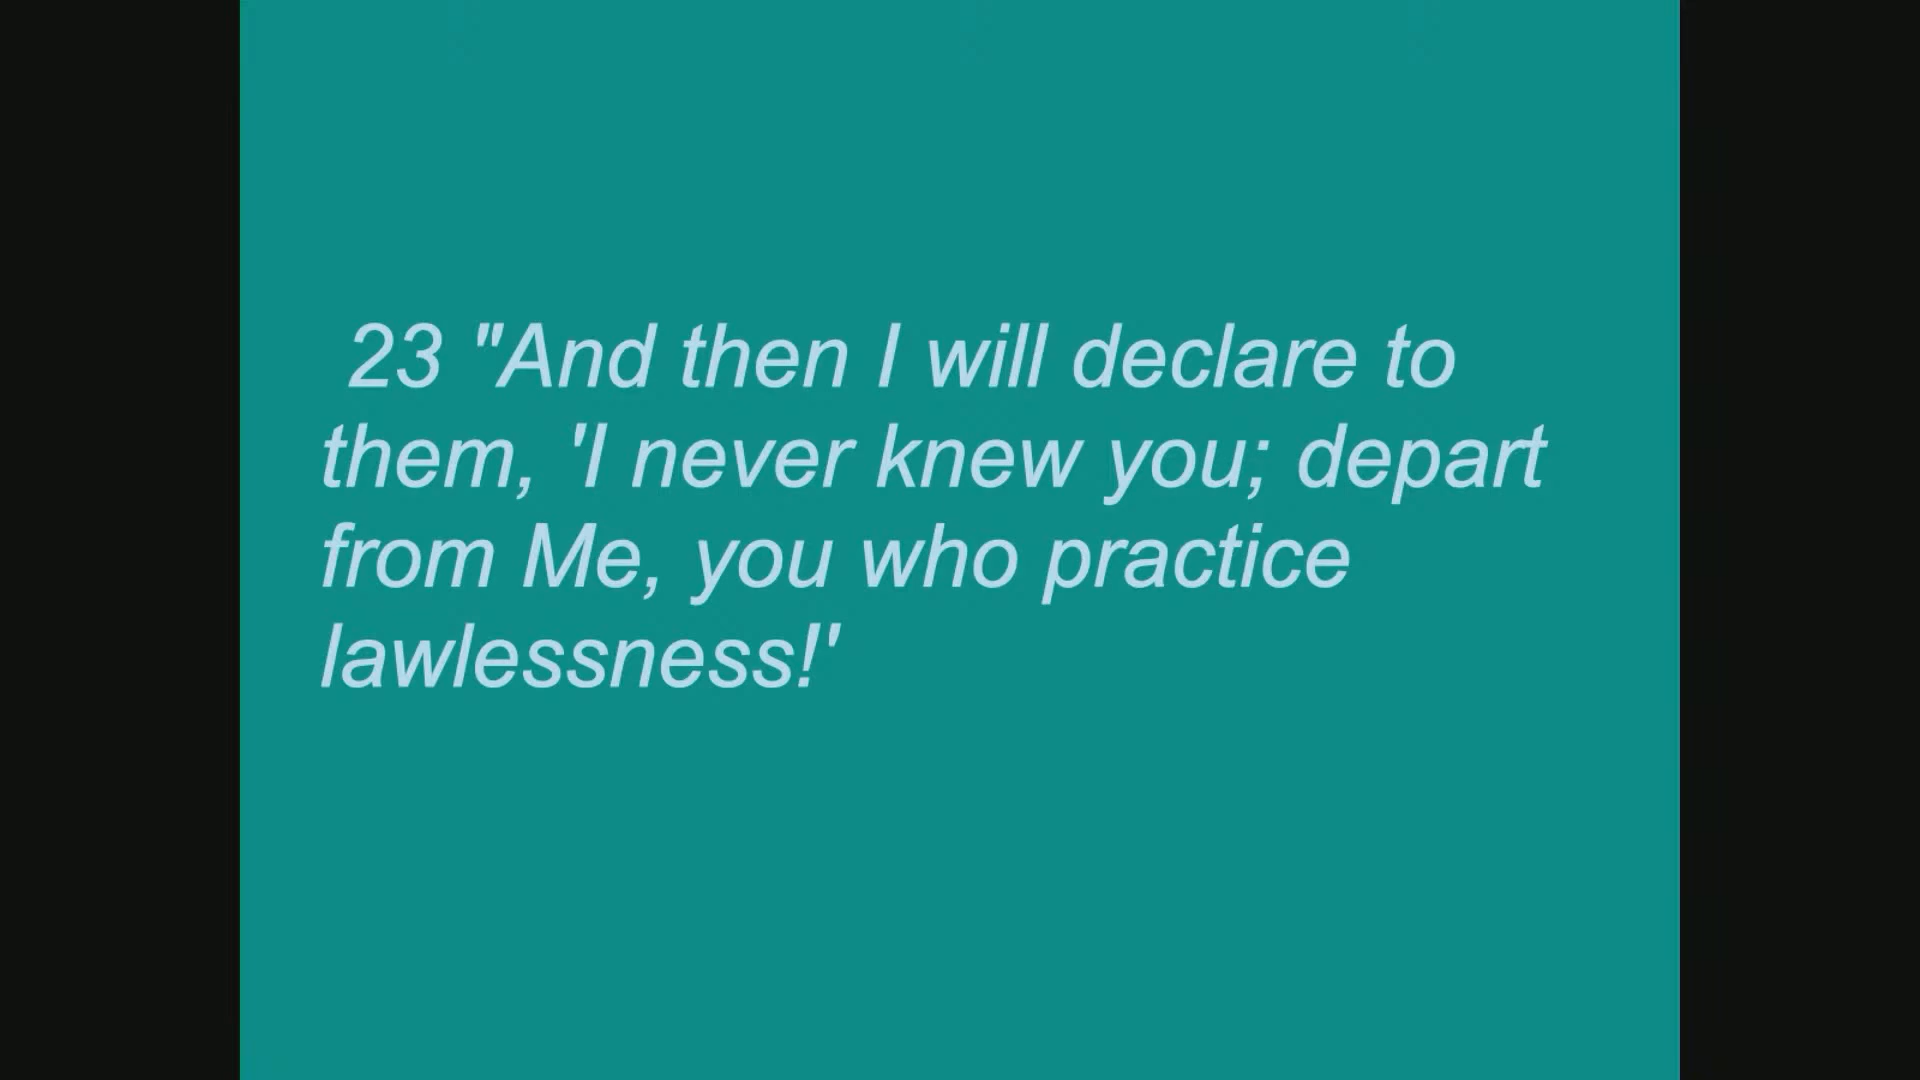 23 "And then I will declare to
them, 'I never knew you; depart
from Me, you who practice
lawlessness!'